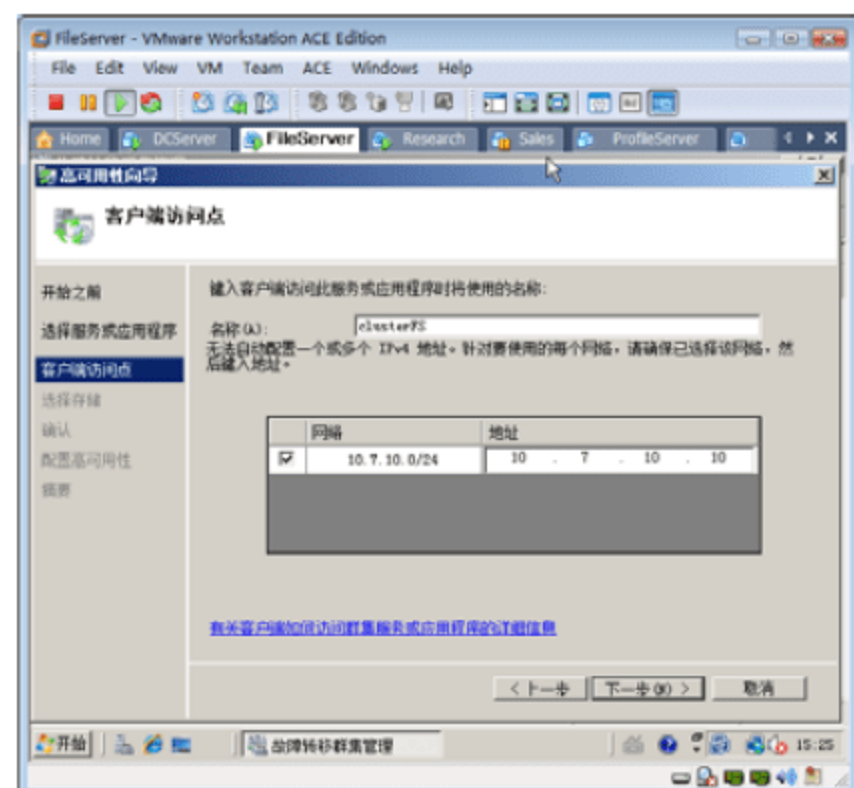 FileServer - VMware Workstation ACE Edition
File Edit View VM Team ACE Windows Help
Home DCServer FileServer Research Sales ProfileServer
高可用性向导
客户端访问点
开始之前
选择服务或应用程序
客户端访问点
选择存储
确认
配置高可用性
摘要
键入客户端访问此服务或应用程序时将使用的名称:
名称(A): clusterFS
无法自动配置一个或多个 IPv4 地址。针对要使用的每个网络，请确保已选择该网络，然
后键入地址。
网络 地址
10.7.10.0/24 10 . 7 . 10 . 10
有关客户端如何访问群集服务或应用程序的详细信息
< 上一步 下一步(N) > 取消
开始 故障转移群集管理 15:25